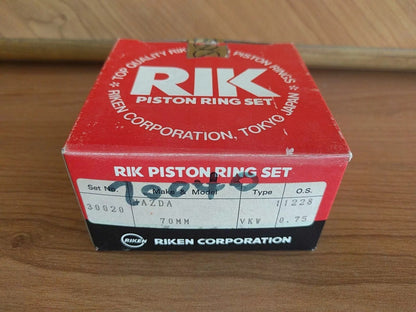 ★ TOP QUALITY RIK PISTON RINGS ★
RIK
PISTON RING SET
RIKEN CORPORATION, TOKYO JAPAN
RIK PISTON RING SET
Set No. Make & Model Type O.S.
30020 MAZDA 11228
70MM VKW 0.75
RIKEN RIKEN CORPORATION